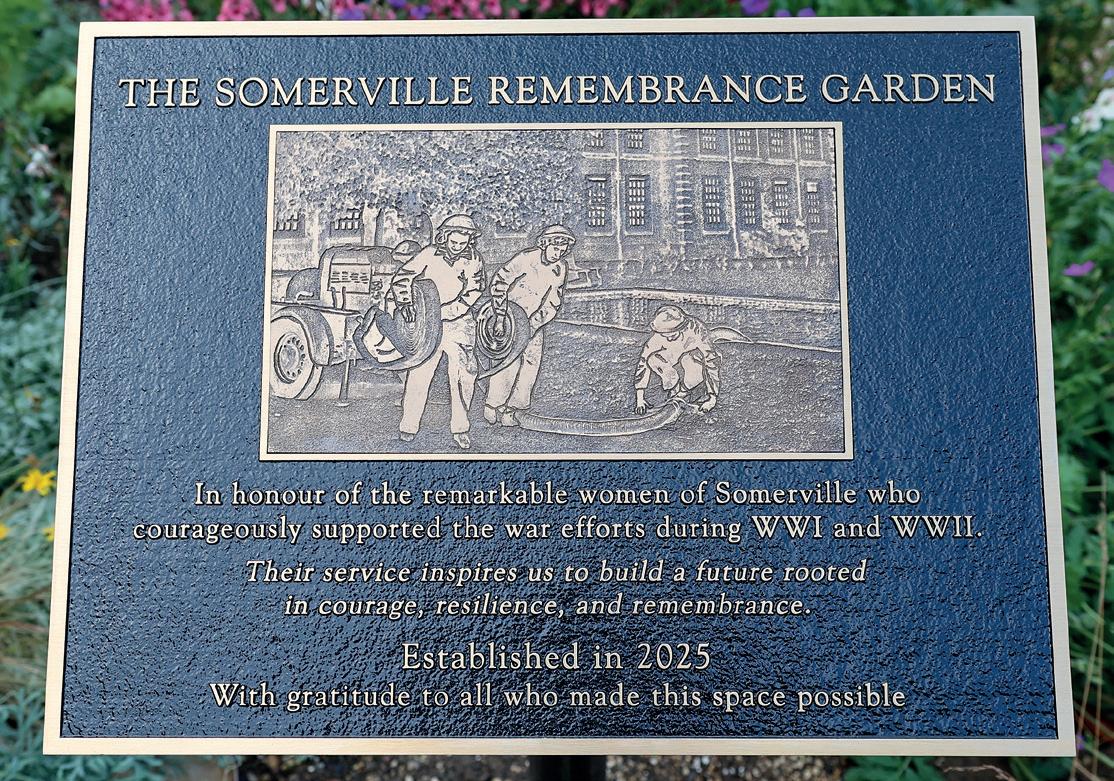 THE SOMERVILLE REMEMBRANCE GARDEN
In honour of the remarkable women of Somerville who
courageously supported the war efforts during WWI and WWII.
Their service inspires us to build a future rooted
in courage, resilience, and remembrance.
Established in 2025
With gratitude to all who made this space possible